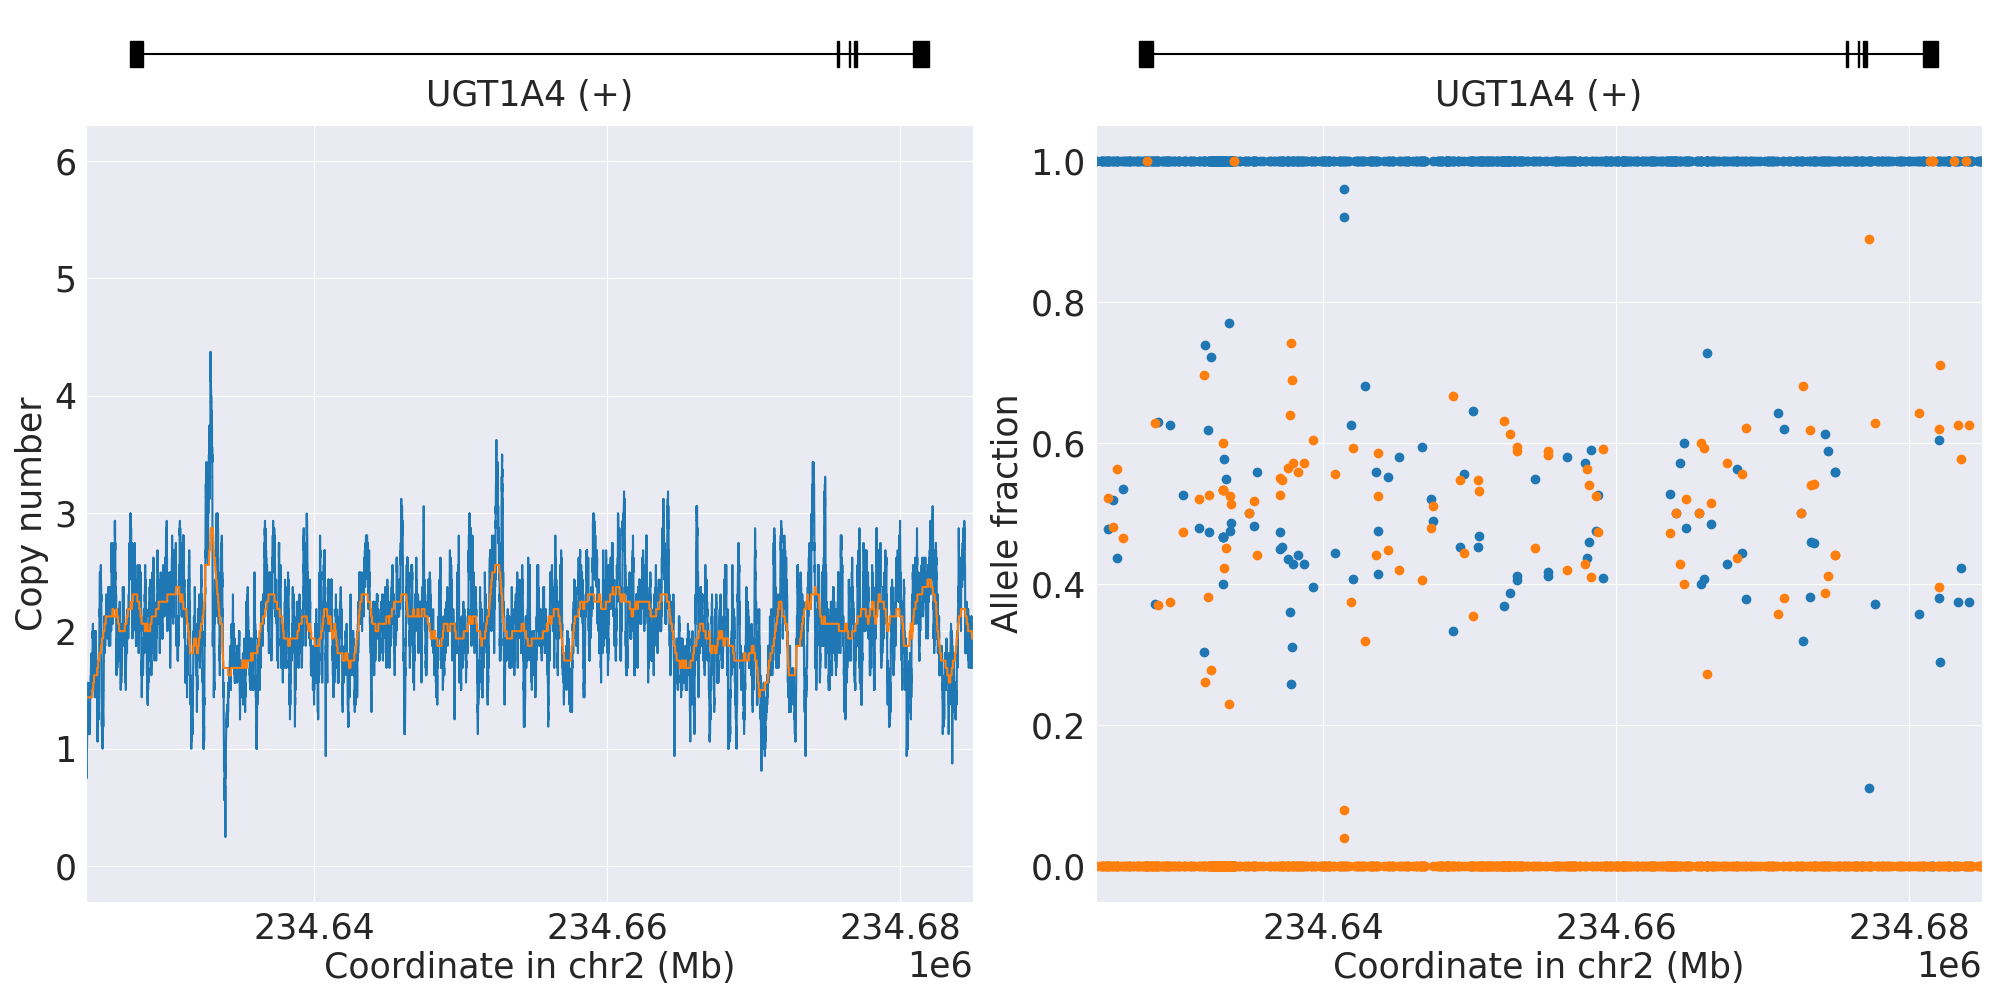 UGT1A4 (+)
6
5
4
3
2
1
0
Copy number
234.64 234.66 234.68
1e6
Coordinate in chr2 (Mb)
UGT1A4 (+)
1.0
0.8
0.6
0.4
0.2
0.0
Allele fraction
234.64 234.66 234.68
1e6
Coordinate in chr2 (Mb)